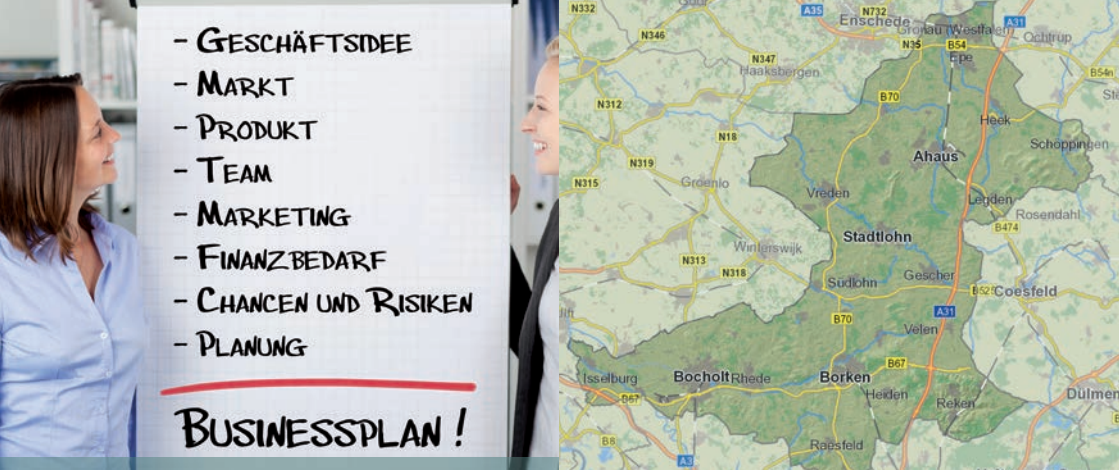 - GESCHÄFTSIDEE
- MARKT
- PRODUKT
- TEAM
- MARKETING
- FINANZBEDARF
- CHANCEN UND RISIKEN
- PLANUNG
BUSINESSPLAN !
N332
A35
N732
Enschede
Gronau (Westfalen)
A31
Ochtrup
N346
N35
B54
Epe
N347
Haaksbergen
B54n
B70
N312
Heek
N18
Schöppingen
Ahaus
N319
N315
Groenlo
Vreden
Legden
Rosendahl
B474
Stadtlohn
Winterswijk
N313
N318
Südlohn
Gescher
B525
Coesfeld
A31
B70
Velen
B67
Isselburg
Bocholt
Rhede
Borken
B67
Heiden
Reken
Dülmen
B8
Raesfeld
A3